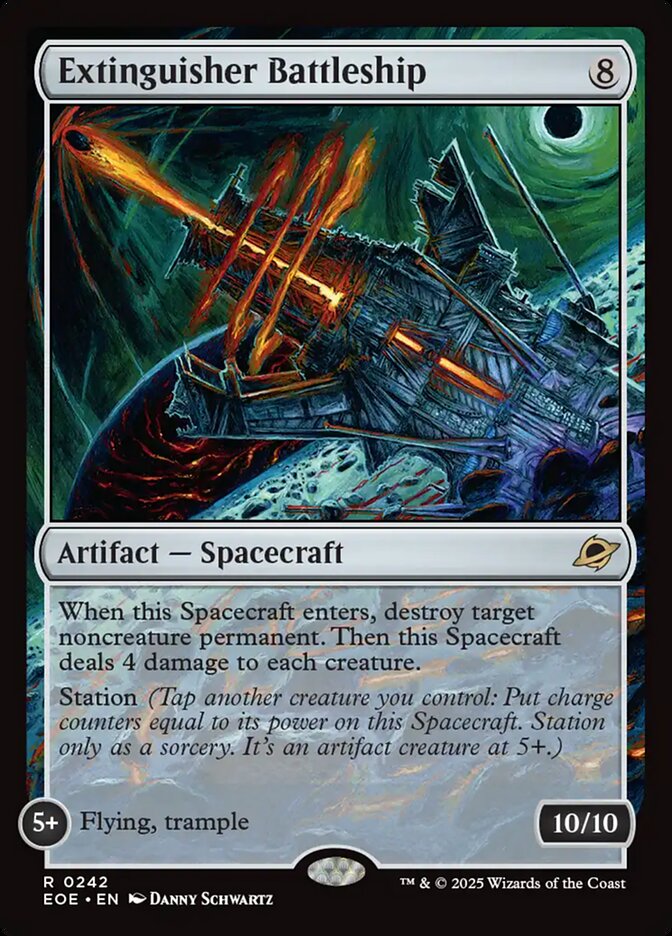 Extinguisher Battleship
8
Artifact — Spacecraft
When this Spacecraft enters, destroy target
noncreature permanent. Then this Spacecraft
deals 4 damage to each creature.
Station (Tap another creature you control: Put charge
counters equal to its power on this Spacecraft. Station
only as a sorcery. It's an artifact creature at 5+.)
5+ Flying, trample
10/10
R 0242
EOE • EN DANNY SCHWARTZ
™ & © 2025 Wizards of the Coast